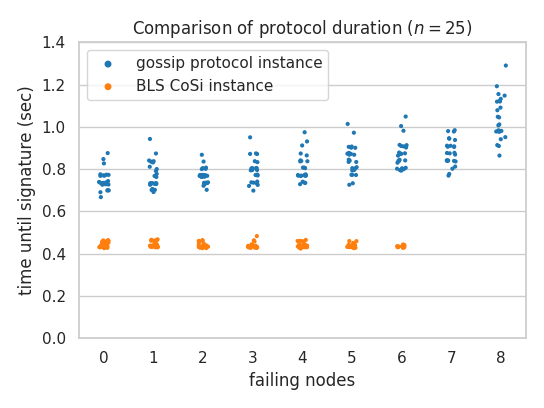 Comparison of protocol duration (n = 25)
1.4
1.2
1.0
0.8
0.6
0.4
0.2
0.0
time until signature (sec)
gossip protocol instance
BLS CoSi instance
0 1 2 3 4 5 6 7 8
failing nodes